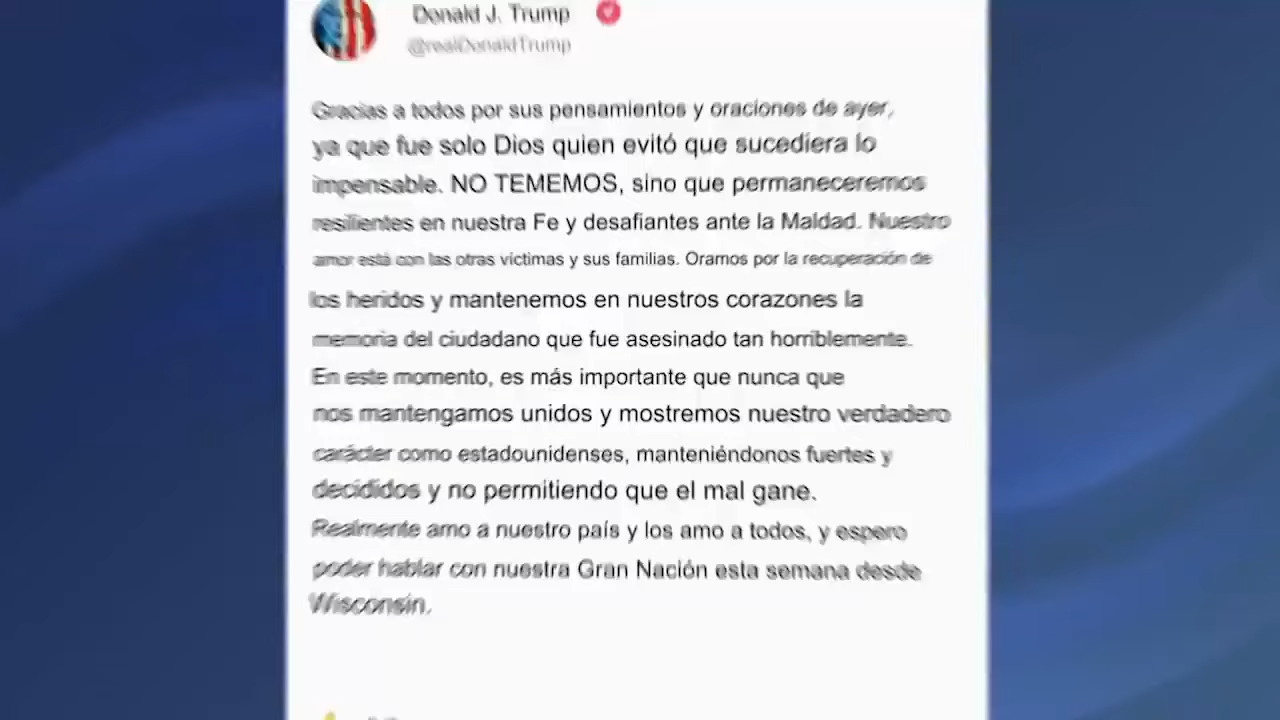 Donald J. Trump
@realDonaldTrump
Gracias a todos por sus pensamientos y oraciones de ayer,
ya que fue solo Dios quien evitó que sucediera lo
impensable. NO TEMEMOS, sino que permaneceremos
resilientes en nuestra Fe y desafiantes ante la Maldad. Nuestro
amor está con las otras víctimas y sus familias. Oramos por la recuperación de
los heridos y mantenemos en nuestros corazones la
memoria del ciudadano que fue asesinado tan horriblemente.
En este momento, es más importante que nunca que
nos mantengamos unidos y mostremos nuestro verdadero
carácter como estadounidenses, manteniéndonos fuertes y
decididos y no permitiendo que el mal gane.
Realmente amo a nuestro país y los amo a todos, y espero
poder hablar con nuestra Gran Nación esta semana desde
Wisconsin.